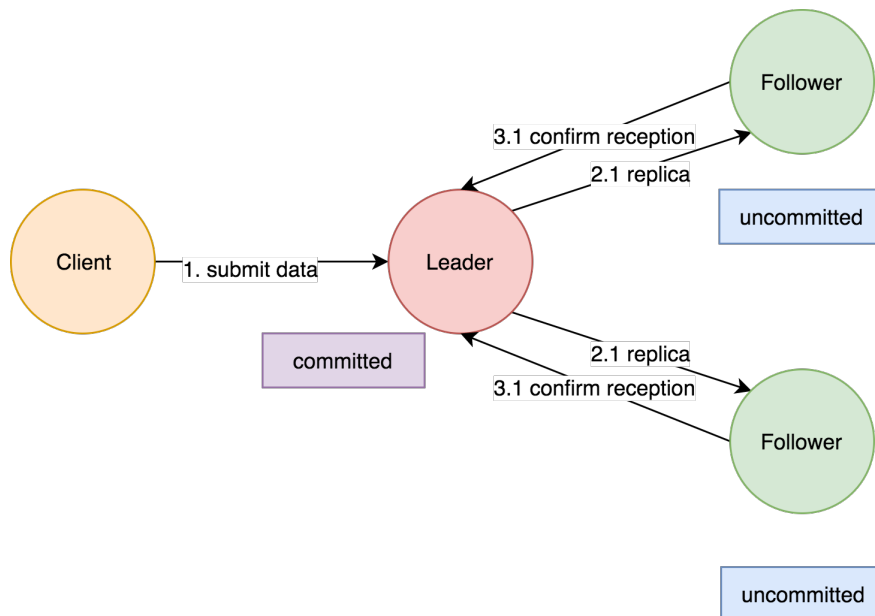 Follower
3.1 confirm reception
2.1 replica
uncommitted
Client
1. submit data
Leader
committed
2.1 replica
3.1 confirm reception
Follower
uncommitted